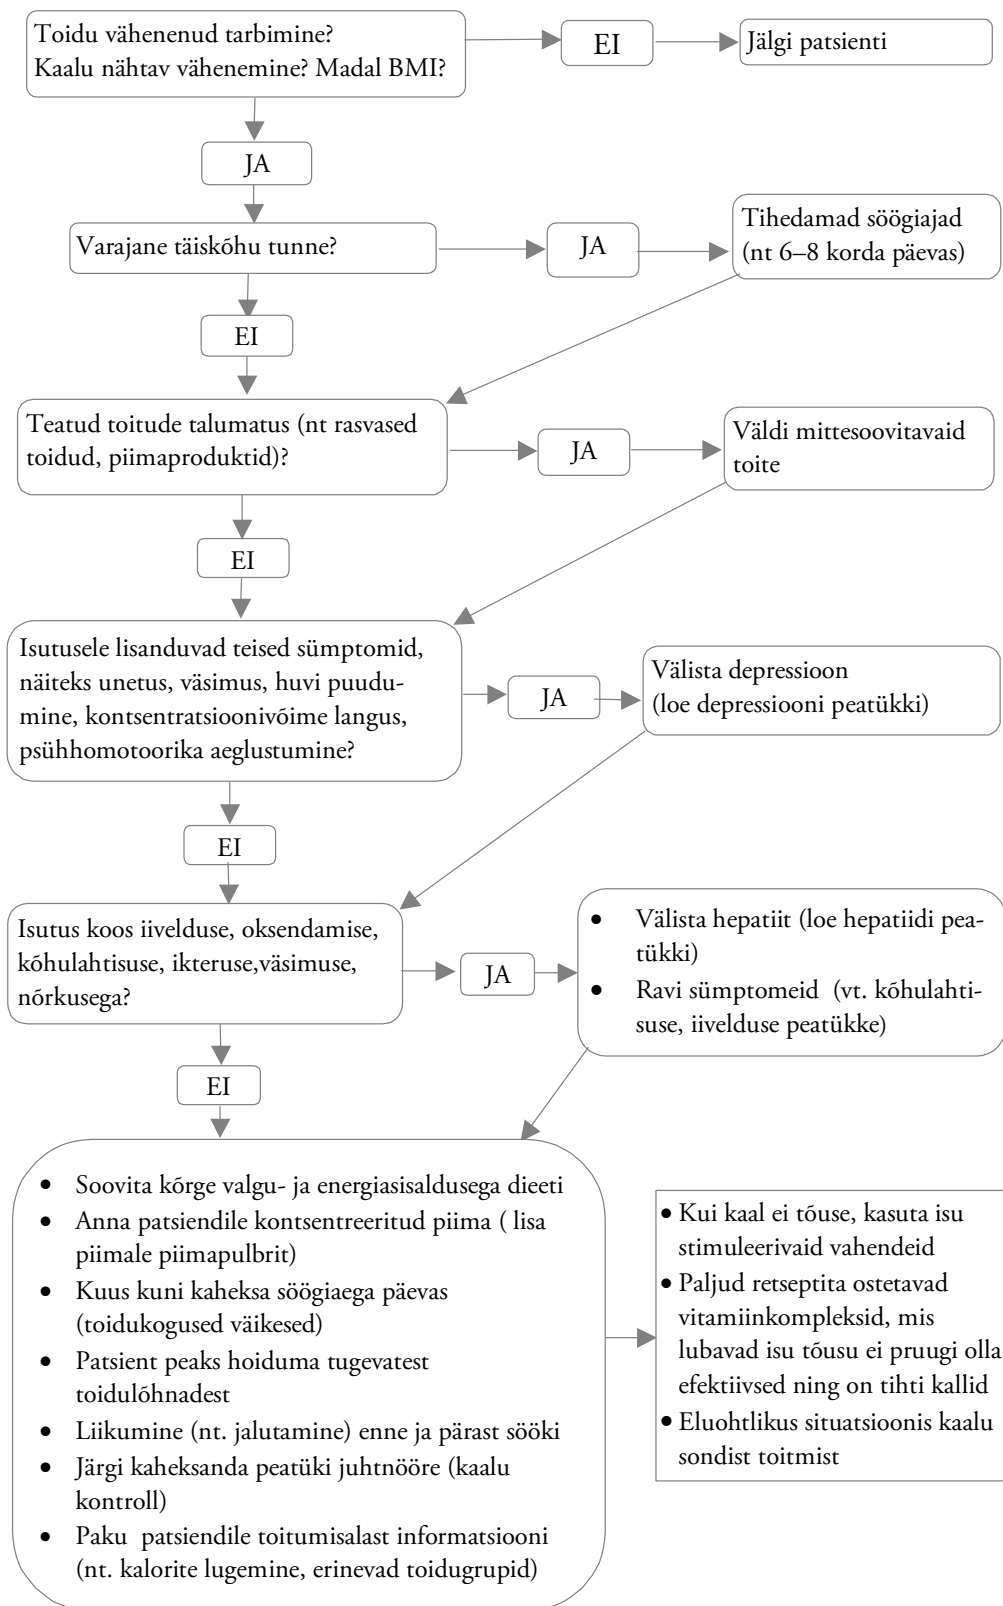 Toidu vähenenud tarbimine?
Kaalu nähtav vähenemine? Madal BMI?
EI
Jälgi patsienti
JA
Varajane täiskõhu tunne?
JA
Tihedamad söögiajad
(nt 6–8 korda päevas)
EI
Teatud toitude talumatus (nt rasvased
toidud, piimaproduktid)?
JA
Väldi mittesoovitavaid
toite
EI
Isutusele lisanduvad teised sümptomid,
näiteks unetus, väsimus, huvi puudu-
mine, kontsentratsioonivõime langus,
psühhomotoorika aeglustumine?
JA
Välista depressioon
(loe depressiooni peatükki)
EI
Isutus koos iivelduse, oksendamise,
kõhulahtisuse, ikteruse,väsimuse,
nõrkusega?
JA
• Välista hepatiit (loe hepatiidi pea-
tükki)
• Ravi sümptomeid (vt. kõhulahti-
suse, iivelduse peatükke)
EI
• Soovita kõrge valgu- ja energiasisaldusega dieeti
• Anna patsiendile kontsentreeritud piima ( lisa
piimale piimapulbrit)
• Kuus kuni kaheksa söögiaega päevas
(toidukogused väikesed)
• Patsient peaks hoiduma tugevatest
toidulõhnadest
• Liikumine (nt. jalutamine) enne ja pärast sööki
• Järgi kaheksanda peatüki juhtnööre (kaalu
kontroll)
• Paku patsiendile toitumisalast informatsiooni
(nt. kalorite lugemine, erinevad toidugrupid)
• Kui kaal ei tõuse, kasuta isu
stimuleerivaid vahendeid
• Paljud retseptita ostetavad
vitamiinkompleksid, mis
lubavad isu tõusu ei pruugi olla
efektiivsed ning on tihti kallid
• Eluohtlikus situatsioonis kaalu
sondist toitmist